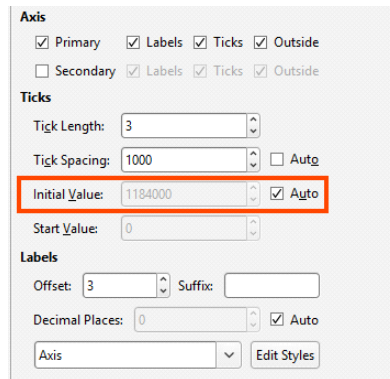 Axis
Primary Labels Ticks Outside
Secondary Labels Ticks Outside
Ticks
Tick Length: 3
Tick Spacing: 1000 Auto
Initial Value: 1184000 Auto
Start Value: 0
Labels
Offset: 3 Suffix:
Decimal Places: 0 Auto
Axis Edit Styles